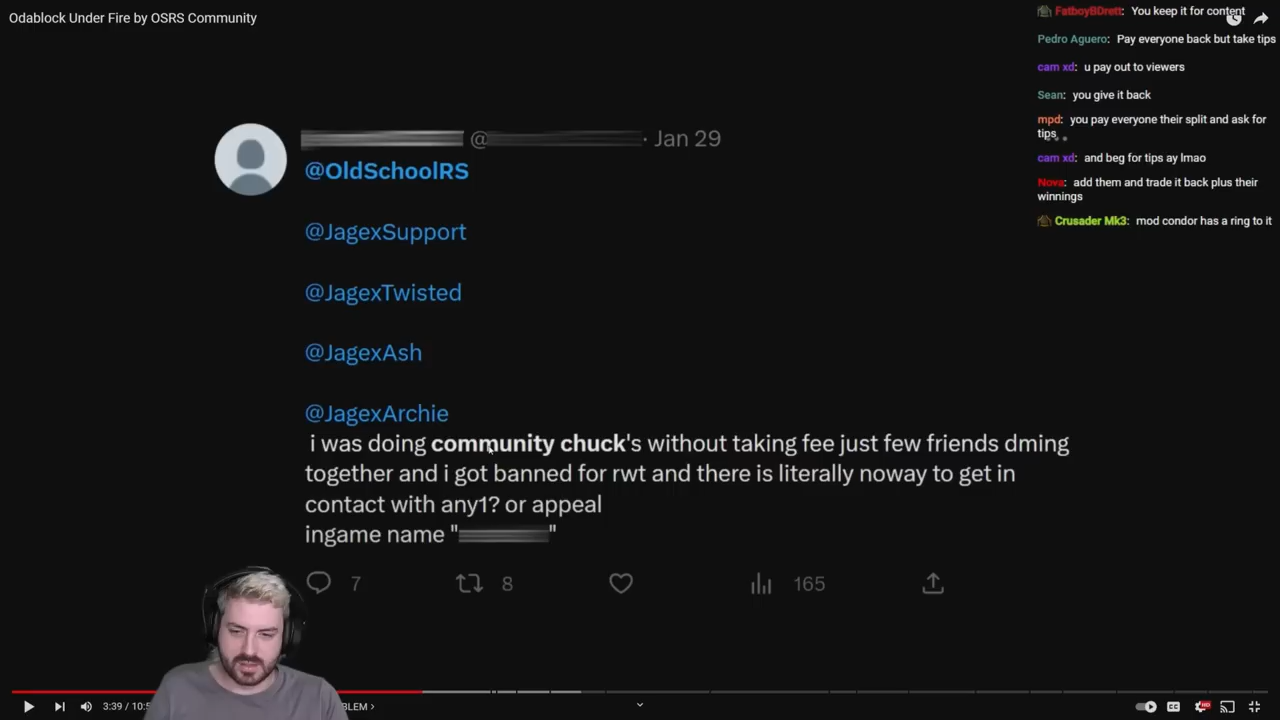 Odablock Under Fire by OSRS Community
FatboyBDrett: You keep it for content
Pedro Aguero: Pay everyone back but take tips
cam xd: u pay out to viewers
Sean: you give it back
mpd: you pay everyone their split and ask for
tips
cam xd: and beg for tips ay lmao
Nova: add them and trade it back plus their
winnings
Crusader Mk3: mod condor has a ring to it
@ · Jan 29
@OldSchoolRS
@JagexSupport
@JagexTwisted
@JagexAsh
@JagexArchie
i was doing community chuck's without taking fee just few friends dming
together and i got banned for rwt and there is literally noway to get in
contact with any1? or appeal
ingame name " "
7 8 165
3:39 / 10:5
BLEM >
HD